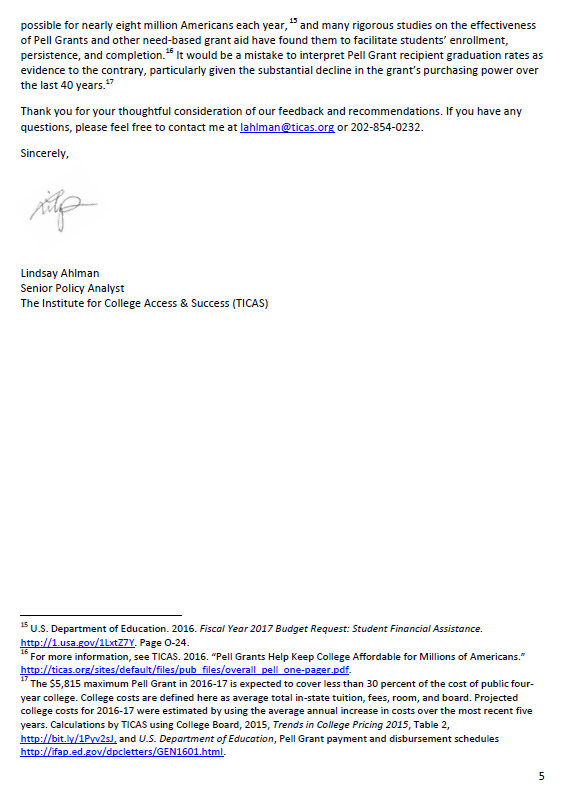 possible for nearly eight million Americans each year, 15 and many rigorous studies on the effectiveness
of Pell Grants and other need-based grant aid have found them to facilitate students' enrollment,
persistence, and completion.16 It would be a mistake to interpret Pell Grant recipient graduation rates as
evidence to the contrary, particularly given the substantial decline in the grant's purchasing power over
the last 40 years.17
Thank you for your thoughtful consideration of our feedback and recommendations. If you have any
questions, please feel free to contact me at lahlman@ticas.org or 202-854-0232.
Sincerely,
Lindsay Ahlman
Senior Policy Analyst
The Institute for College Access & Success (TICAS)
15 U.S. Department of Education. 2016. Fiscal Year 2017 Budget Request: Student Financial Assistance.
http://1.usa.gov/1LxtZ7Y. Page O-24.
16 For more information, see TICAS. 2016. "Pell Grants Help Keep College Affordable for Millions of Americans."
http://ticas.org/sites/default/files/pub_files/overall_pell_one-pager.pdf.
17 The $5,815 maximum Pell Grant in 2016-17 is expected to cover less than 30 percent of the cost of public four-
year college. College costs are defined here as average total in-state tuition, fees, room, and board. Projected
college costs for 2016-17 were estimated by using the average annual increase in costs over the most recent five
years. Calculations by TICAS using College Board, 2015, Trends in College Pricing 2015, Table 2,
http://bit.ly/1Pyv2sJ, and U.S. Department of Education, Pell Grant payment and disbursement schedules
http://ifap.ed.gov/dpcletters/GEN1601.html.
5